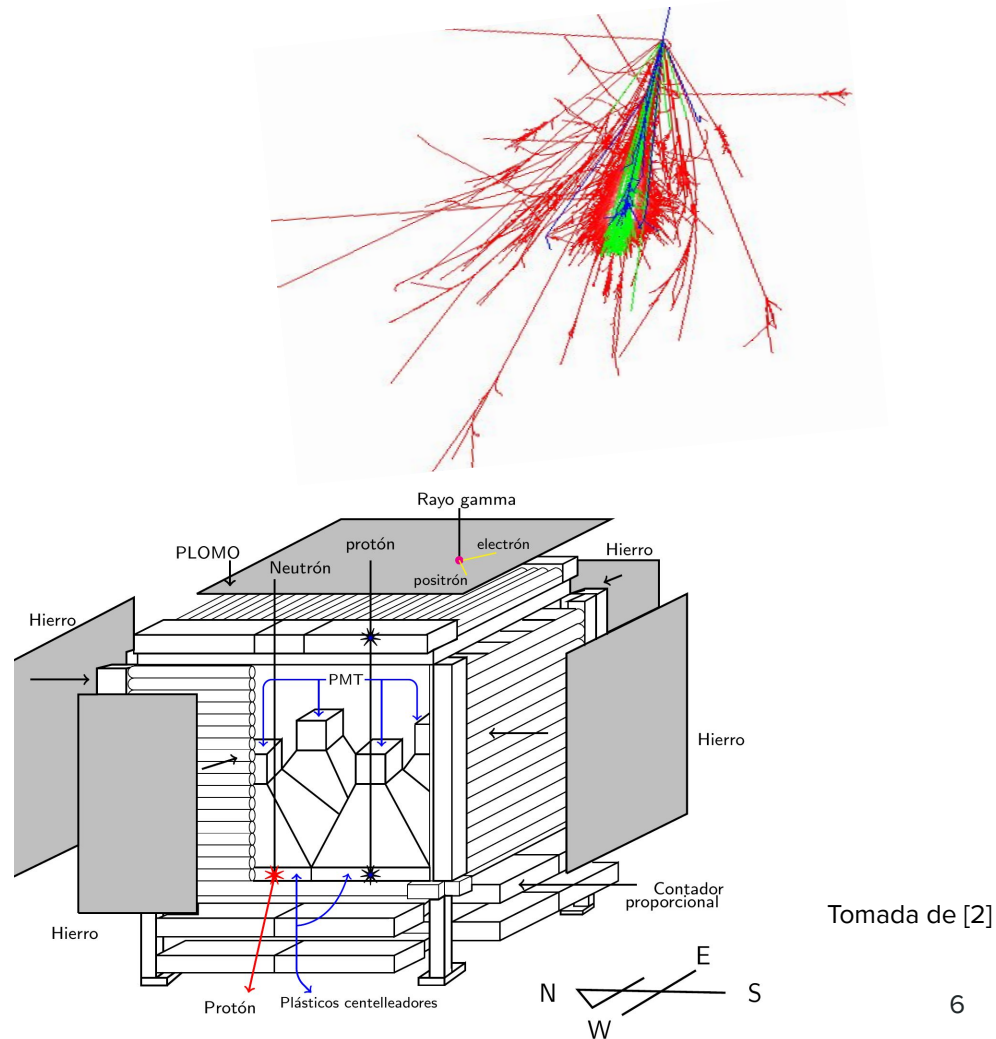 Rayo gamma
electrón
protón
PLOMO
Hierro
Neutrón
positrón
Hierro
PMT
Hierro
Contador
proporcional
Tomada de [2]
Hierro
E
N
S
Protón
Plásticos centelleadores
W
6